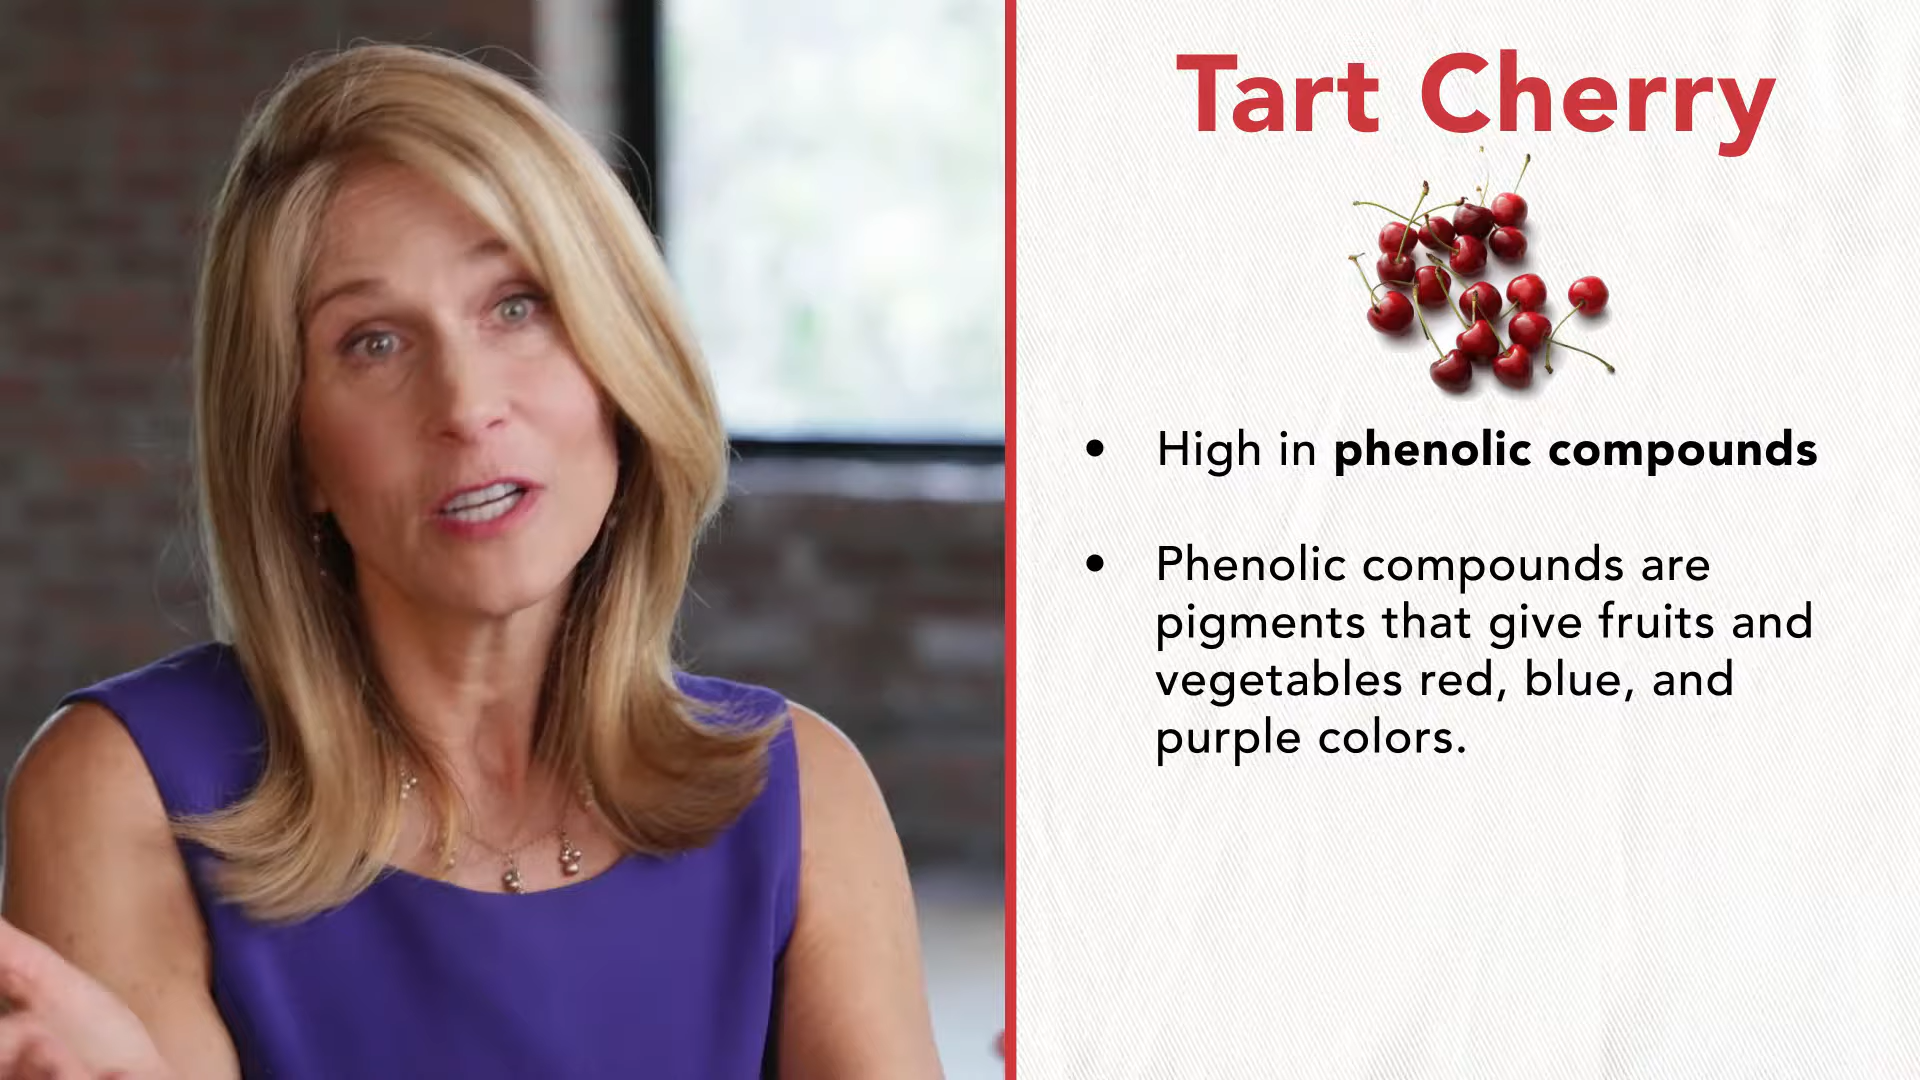 Tart Cherry
• High in phenolic compounds
• Phenolic compounds are
pigments that give fruits and
vegetables red, blue, and
purple colors.